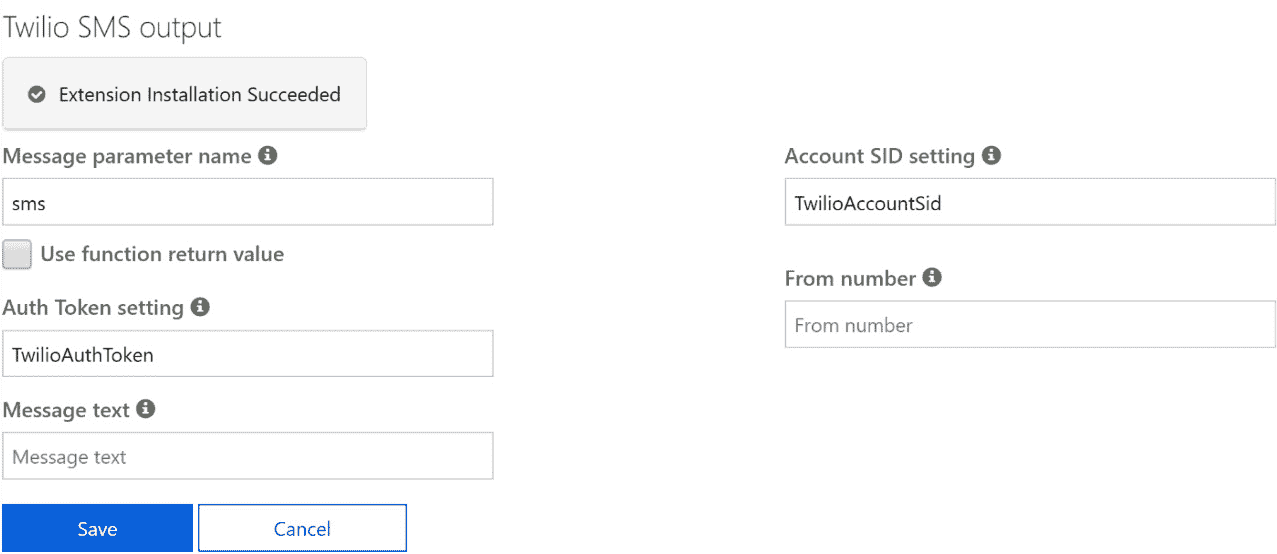 Twilio SMS output
Extension Installation Succeeded
Message parameter name
sms
Use function return value
Auth Token setting
TwilioAuthToken
Message text
Message text
Account SID setting
TwilioAccountSid
From number
From number
Save
Cancel